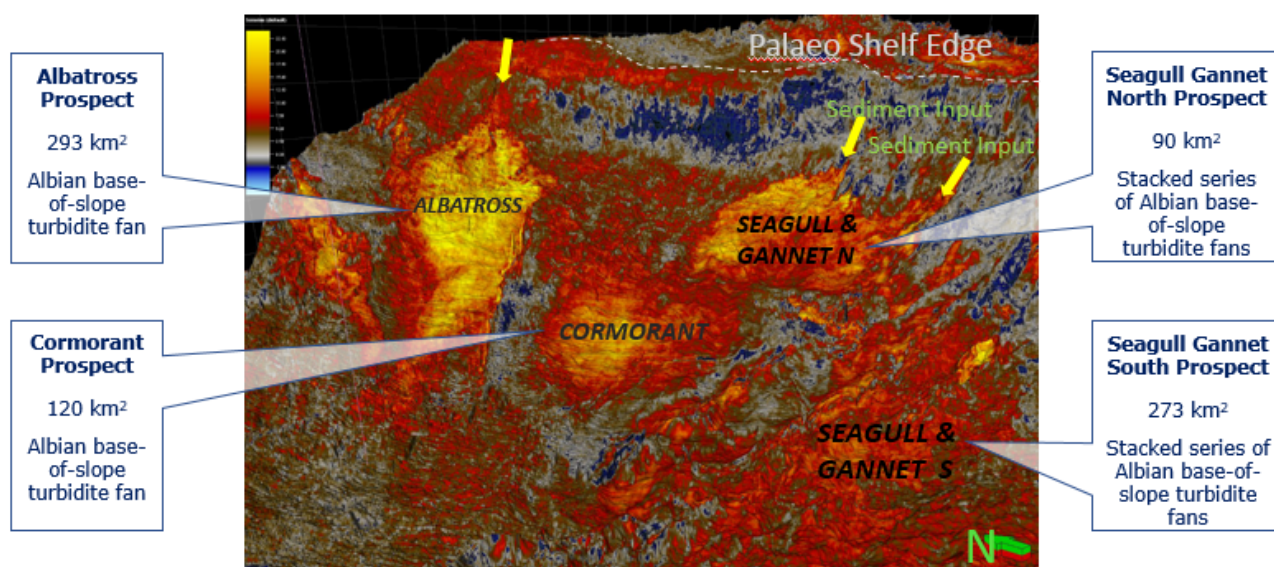 Albatross
Prospect
293 km²
Albian base-
of-slope
turbidite fan
Cormorant
Prospect
120 km²
Albian base-
of-slope
turbidite fan
Palaeo Shelf Edge
Sediment Input
Sediment Input
ALBATROSS
SEAGULL &
GANNET N
CORMORANT
SEAGULL &
GANNET S
N
Seagull Gannet
North Prospect
90 km²
Stacked series
of Albian base-
of-slope
turbidite fans
Seagull Gannet
South Prospect
273 km²
Stacked series of
Albian base-of-
slope turbidite
fans